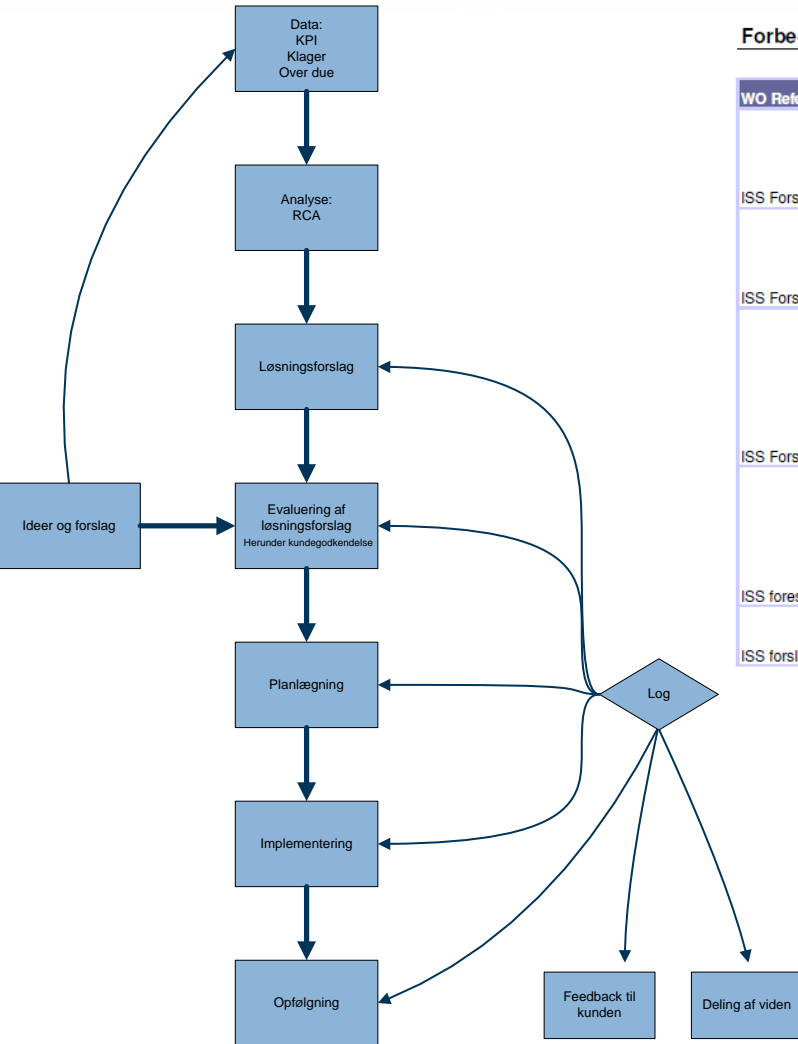 Data:
KPI
Klager
Over due
Analyse:
RCA
Løsningsforslag
Ideer og forslag
Evaluering af
løsningsforslag
Herunder kundegodkendelse
Planlægning
Log
Implementering
Opfølgning
Feedback til
kunden
Deling af viden
Forbe
WO Refe
ISS Fors
ISS Fors
ISS Fors
ISS fores
ISS forsl